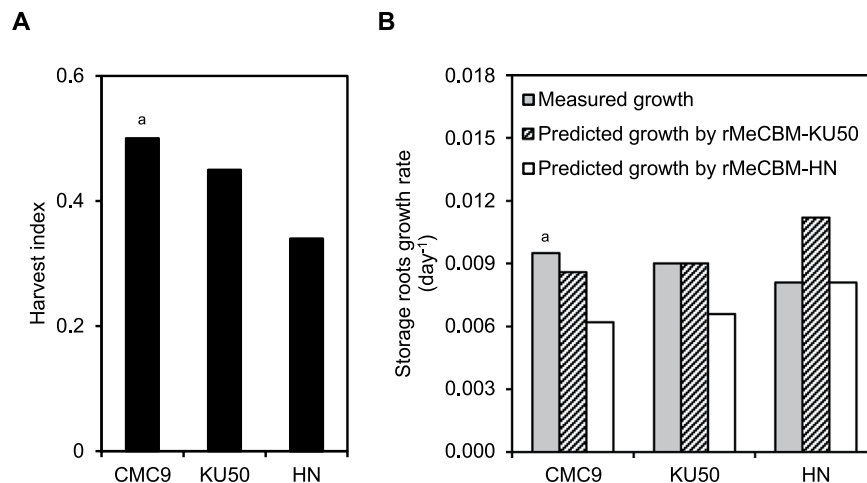 A
0.6
0.4
0.2
0
Harvest index
a
CMC9 KU50 HN
B
0.018
0.015
0.012
0.009
0.006
0.003
0.000
Storage roots growth rate
(day-1)
Measured growth
Predicted growth by rMeCBM-KU50
Predicted growth by rMeCBM-HN
a
CMC9 KU50 HN